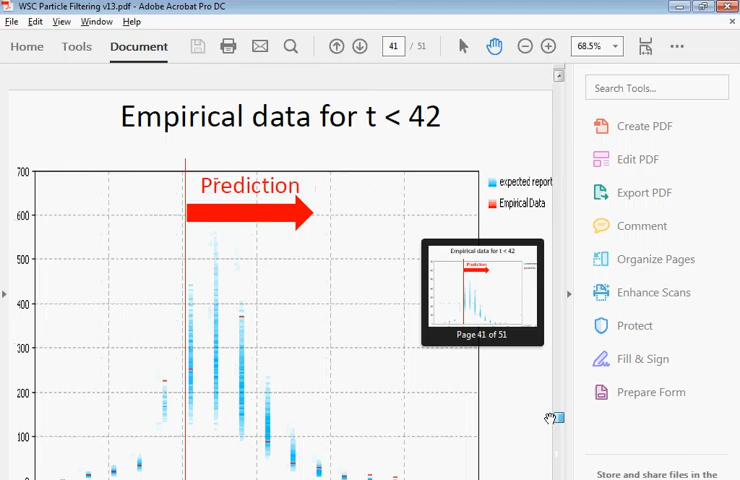 WSC Particle Filtering v13.pdf - Adobe Acrobat Pro DC
File Edit View Window Help
Home Tools Document 41 / 51 68.5%
Search Tools...
Create PDF
Edit PDF
Export PDF
Comment
Organize Pages
Enhance Scans
Protect
Fill & Sign
Prepare Form
Store and share files in the
Empirical data for t < 42
Prediction
expected report
Empirical Data
700
600
500
400
300
200
100
Empirical data for t < 42
Prediction
Page 41 of 51